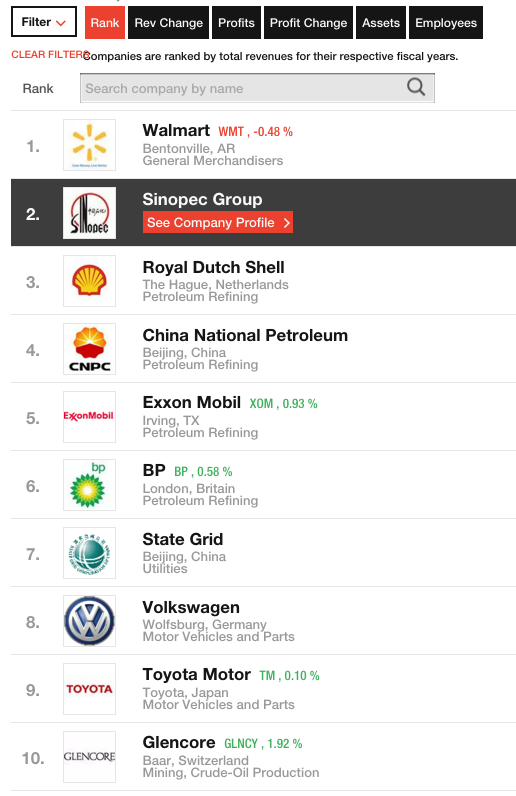 Filter
Rank
Rev Change
Profits
Profit Change
Assets
Employees
CLEAR FILTERS
Companies are ranked by total revenues for their respective fiscal years.
Rank
Search company by name
1.
Walmart WMT , -0.48 %
Bentonville, AR
General Merchandisers
2.
SINOPEC
Sinopec Group
See Company Profile
3.
Royal Dutch Shell
The Hague, Netherlands
Petroleum Refining
4.
CNPC
China National Petroleum
Beijing, China
Petroleum Refining
5.
ExxonMobil
Exxon Mobil XOM , 0.93 %
Irving, TX
Petroleum Refining
6.
bp
BP BP , 0.58 %
London, Britain
Petroleum Refining
7.
State Grid
Beijing, China
Utilities
8.
Volkswagen
Wolfsburg, Germany
Motor Vehicles and Parts
9.
TOYOTA
Toyota Motor TM , 0.10 %
Toyota, Japan
Motor Vehicles and Parts
10.
GLENCORE
Glencore GLNCY , 1.92 %
Baar, Switzerland
Mining, Crude-Oil Production